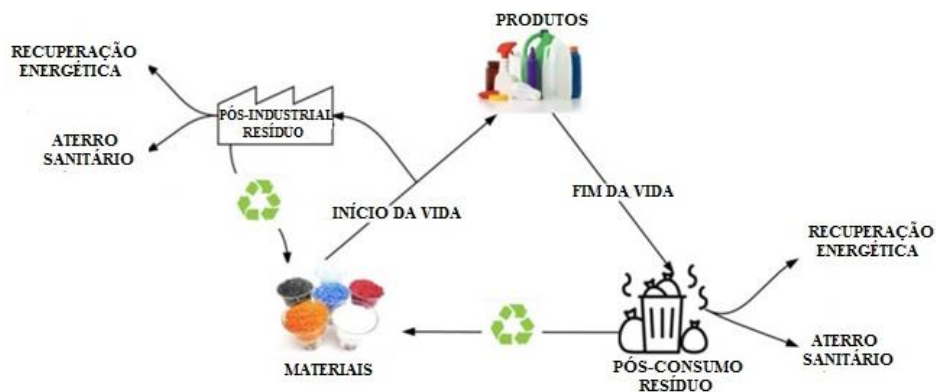 PRODUTOS
RECUPERAÇÃO
ENERGÉTICA
PÓS-INDUSTRIAL
RESÍDUO
ATERRO
SANITÁRIO
INÍCIO DA VIDA
FIM DA VIDA
RECUPERAÇÃO
ENERGÉTICA
MATERIAIS
PÓS-CONSUMO
RESÍDUO
ATERRO
SANITÁRIO